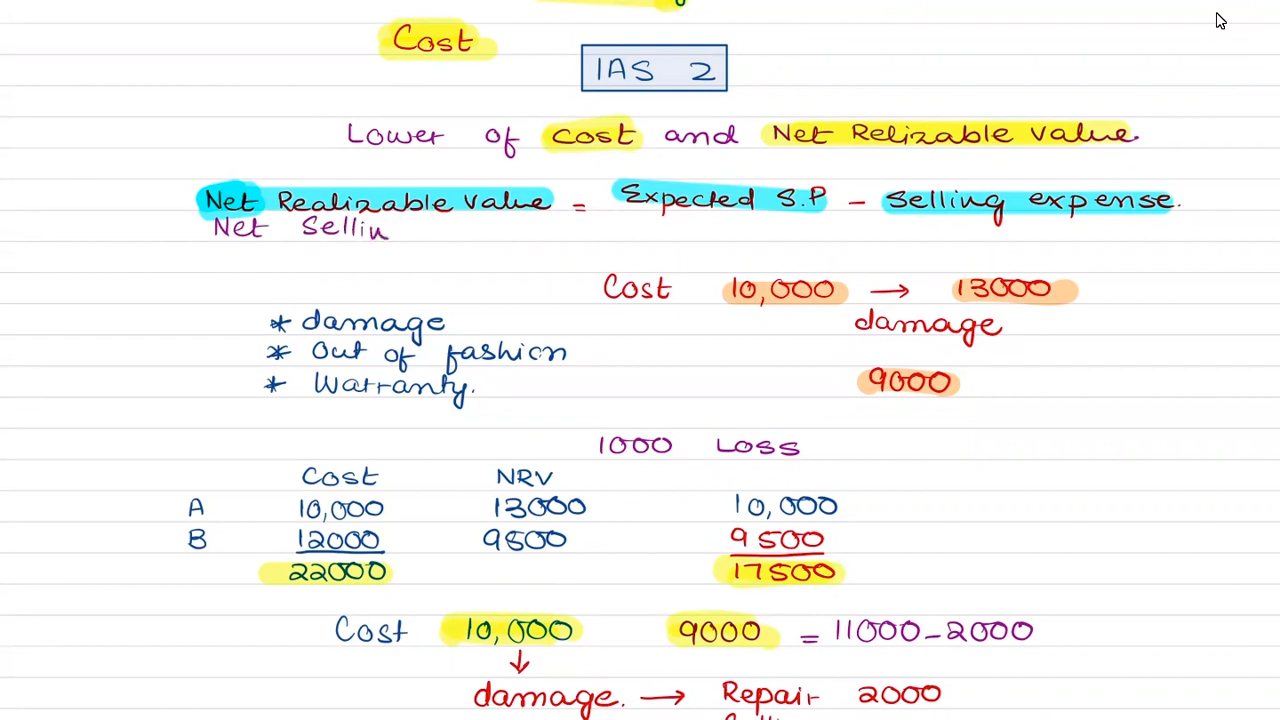 Cost
IAS 2
Lower of cost and Net Relizable value.
Net Realizable value = Expected S.P - Selling expense.
Net Sellin
Cost 10,000 → 13000
* damage
damage
* Out of fashion
* Warranty.
9000
1000 Loss
Cost NRV
A 10,000 13000 10,000
B 12000 9500 9500
22000 17500
Cost 10,000 9000 = 11000-2000
↓
damage. → Repair 2000